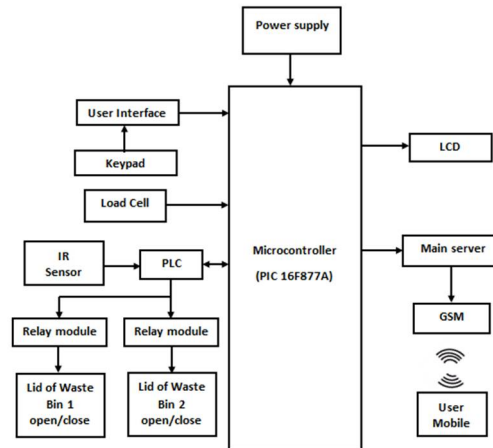 Power supply
User Interface
Keypad
Load Cell
IR
Sensor
PLC
Relay module
Relay module
Lid of Waste
Bin 1
open/close
Lid of Waste
Bin 2
open/close
Microcontroller
(PIC 16F877A)
LCD
Main server
GSM
User
Mobile